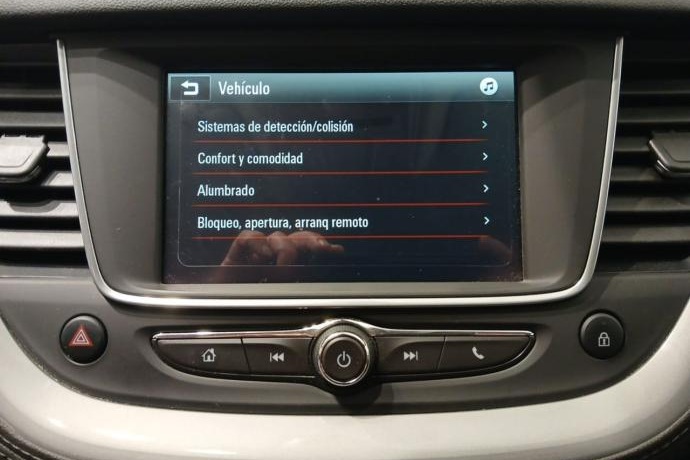 Vehículo
Sistemas de detección/colisión
Confort y comodidad
Alumbrado
Bloqueo, apertura, arranq remoto